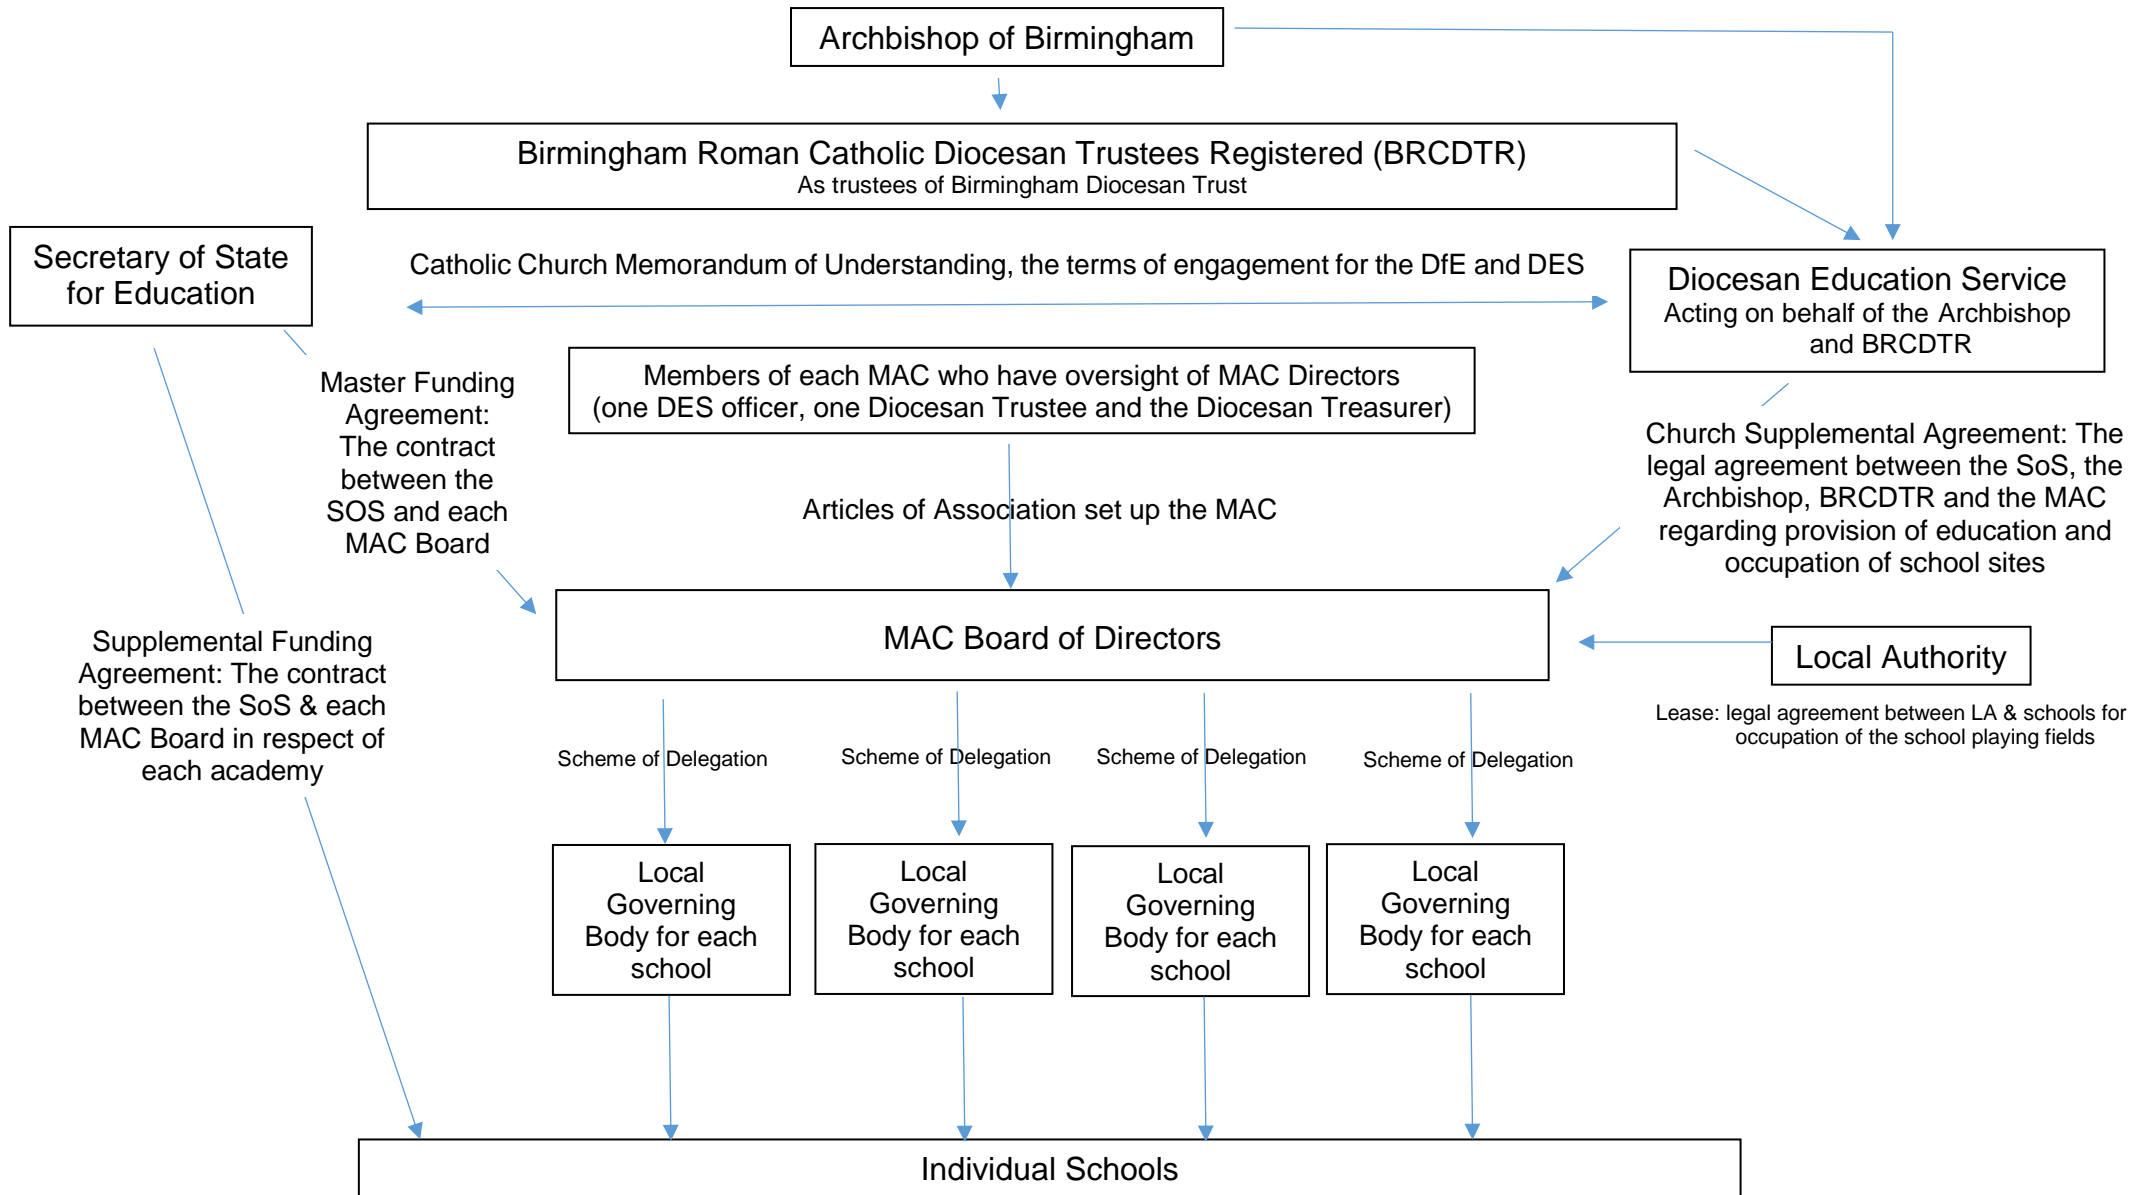 Archbishop of Birmingham
Birmingham Roman Catholic Diocesan Trustees Registered (BRCDTR)
As trustees of Birmingham Diocesan Trust
Secretary of State
for Education
Catholic Church Memorandum of Understanding, the terms of engagement for the DfE and DES
Diocesan Education Service
Acting on behalf of the Archbishop
and BRCDTR
Members of each MAC who have oversight of MAC Directors
(one DES officer, one Diocesan Trustee and the Diocesan Treasurer)
Master Funding
Agreement:
The contract
between the
SOS and each
MAC Board
Articles of Association set up the MAC
Church Supplemental Agreement: The
legal agreement between the SoS, the
Archbishop, BRCDTR and the MAC
regarding provision of education and
occupation of school sites
MAC Board of Directors
Supplemental Funding
Agreement: The contract
between the SoS & each
MAC Board in respect of
each academy
Local Authority
Lease: legal agreement between LA & schools for
occupation of the school playing fields
Scheme of Delegation
Scheme of Delegation
Scheme of Delegation
Scheme of Delegation
Local
Governing
Body for each
school
Local
Governing
Body for each
school
Local
Governing
Body for each
school
Local
Governing
Body for each
school
Individual Schools